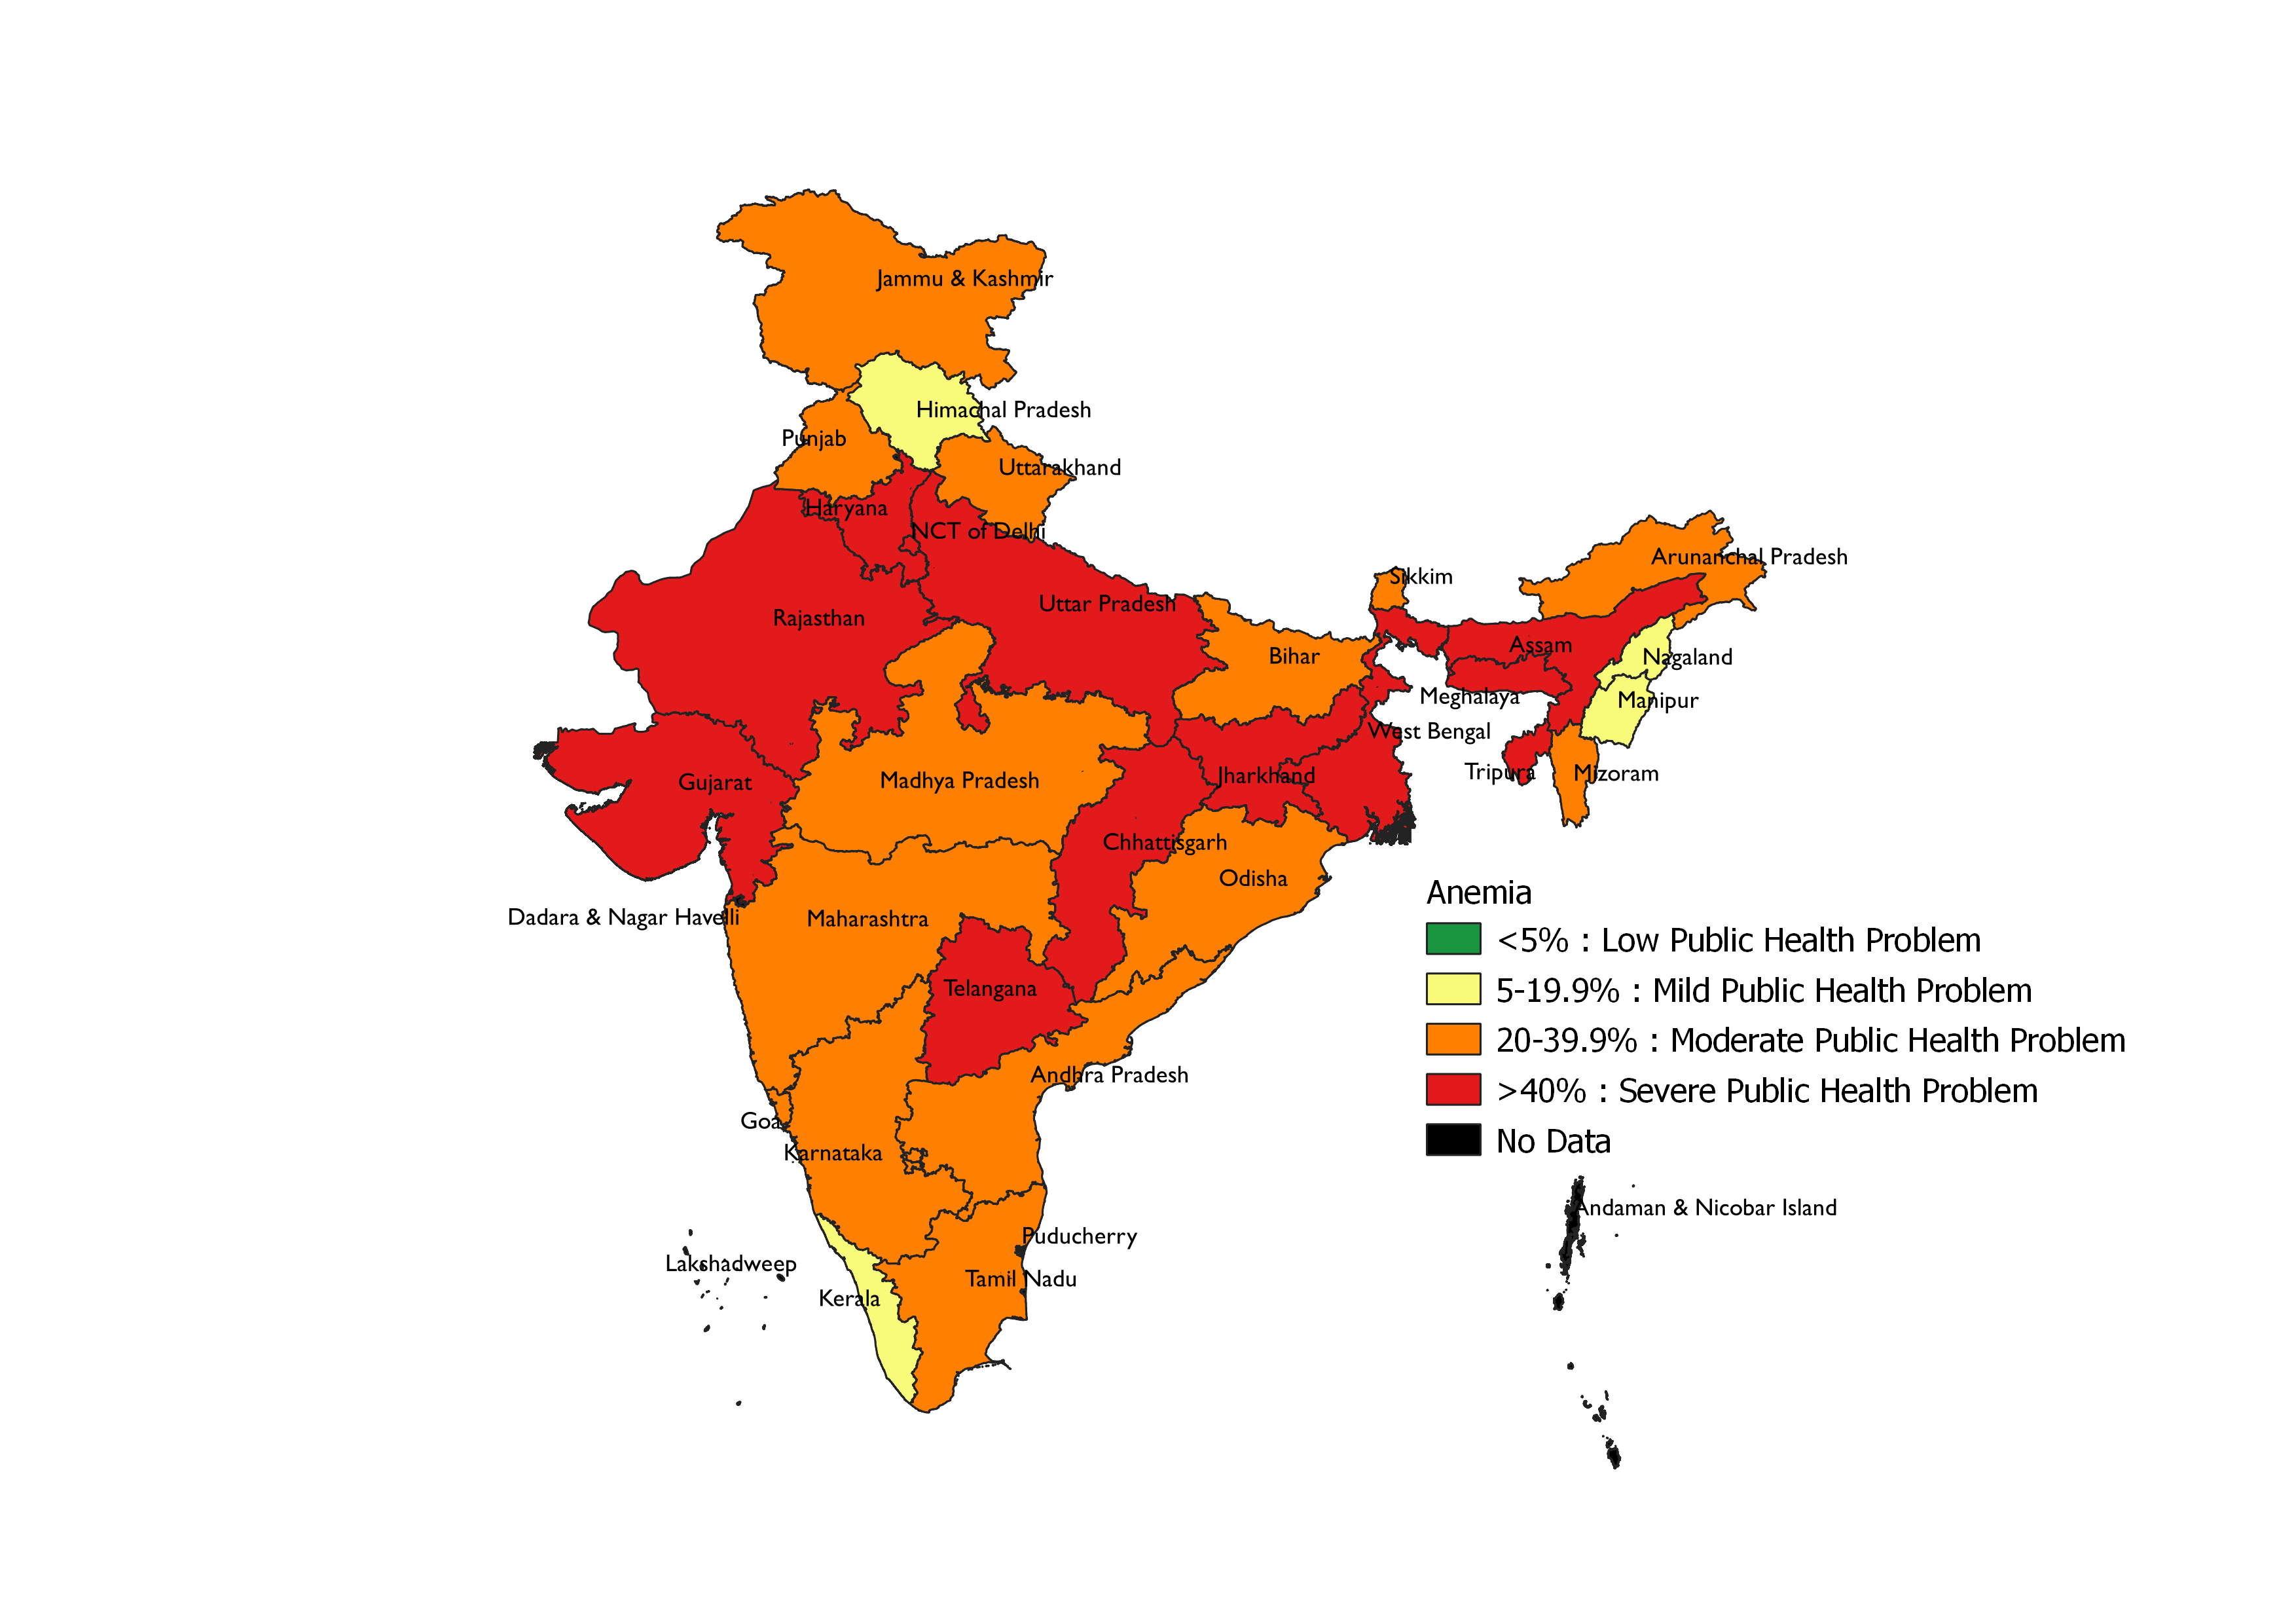 Jammu & Kashmir
Himachal Pradesh
Punjab
Uttarakhand
Haryana
NCT of Delhi
Arunanchal Pradesh
Sikkim
Uttar Pradesh
Rajasthan
Assam
Bihar
Nagaland
Meghalaya
Manipur
West Bengal
Tripura
Mizoram
Jharkhand
Madhya Pradesh
Gujarat
Chhattisgarh
Odisha
Dadara & Nagar Havelli
Maharashtra
Telangana
Andhra Pradesh
Goa
Karnataka
Puducherry
Lakshadweep
Tamil Nadu
Kerala
Anemia
<5% : Low Public Health Problem
5-19.9% : Mild Public Health Problem
20-39.9% : Moderate Public Health Problem
>40% : Severe Public Health Problem
No Data
Andaman & Nicobar Island